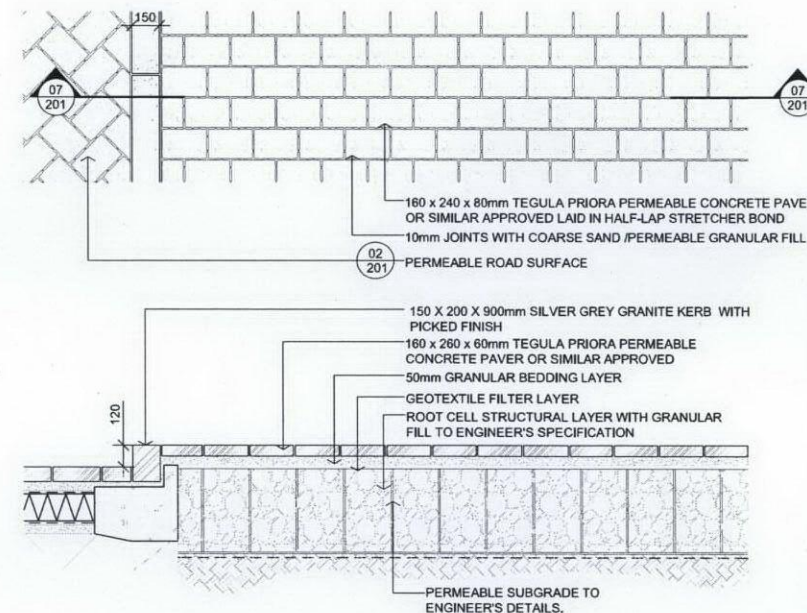 150
07
201
07
201
160 x 240 x 80mm TEGULA PRIORA PERMEABLE CONCRETE PAVE
OR SIMILAR APPROVED LAID IN HALF-LAP STRETCHER BOND
10mm JOINTS WITH COARSE SAND /PERMEABLE GRANULAR FILL
02
201
PERMEABLE ROAD SURFACE
150 X 200 X 900mm SILVER GREY GRANITE KERB WITH
PICKED FINISH
160 x 260 x 60mm TEGULA PRIORA PERMEABLE
CONCRETE PAVER OR SIMILAR APPROVED
50mm GRANULAR BEDDING LAYER
GEOTEXTILE FILTER LAYER
ROOT CELL STRUCTURAL LAYER WITH GRANULAR
FILL TO ENGINEER'S SPECIFICATION
120
PERMEABLE SUBGRADE TO
ENGINEER'S DETAILS.